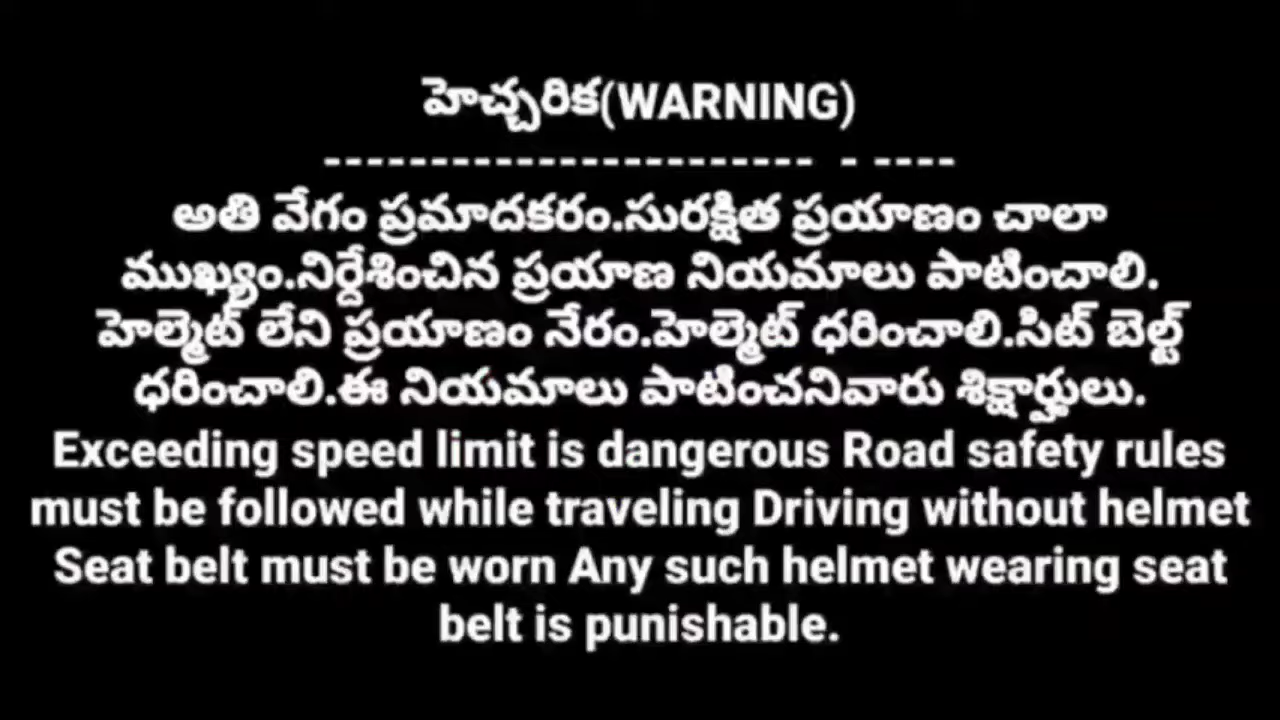 హెచ్చరిక(WARNING)
----------------------- - ----
అతి వేగం ప్రమాదకరం.సురక్షిత ప్రయాణం చాలా
ముఖ్యం.నిర్దేశించిన ప్రయాణ నియమాలు పాటించాలి.
హెల్మెట్ లేని ప్రయాణం నేరం.హెల్మెట్ ధరించాలి.సిట్ బెల్ట్
ధరించాలి.ఈ నియమాలు పాటించనివారు శిక్షార్హులు.
Exceeding speed limit is dangerous Road safety rules
must be followed while traveling Driving without helmet
Seat belt must be worn Any such helmet wearing seat
belt is punishable.